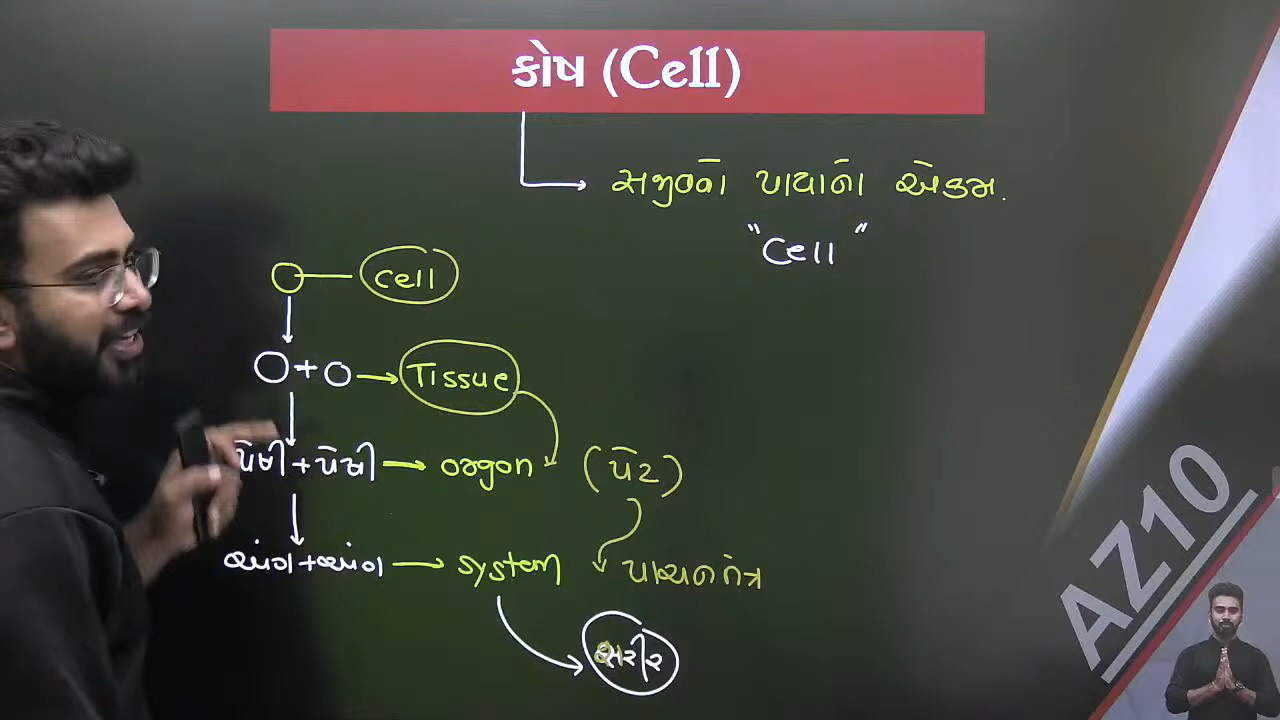 કોષ (Cell)
સજીવનો પાયાનો એકમ.
"Cell"
Cell
O+O → Tissue
પેશી+પેશી → organ (પેટ)
અંગ+અંગ → system પાચનતંત્ર
શરીર
AZ10